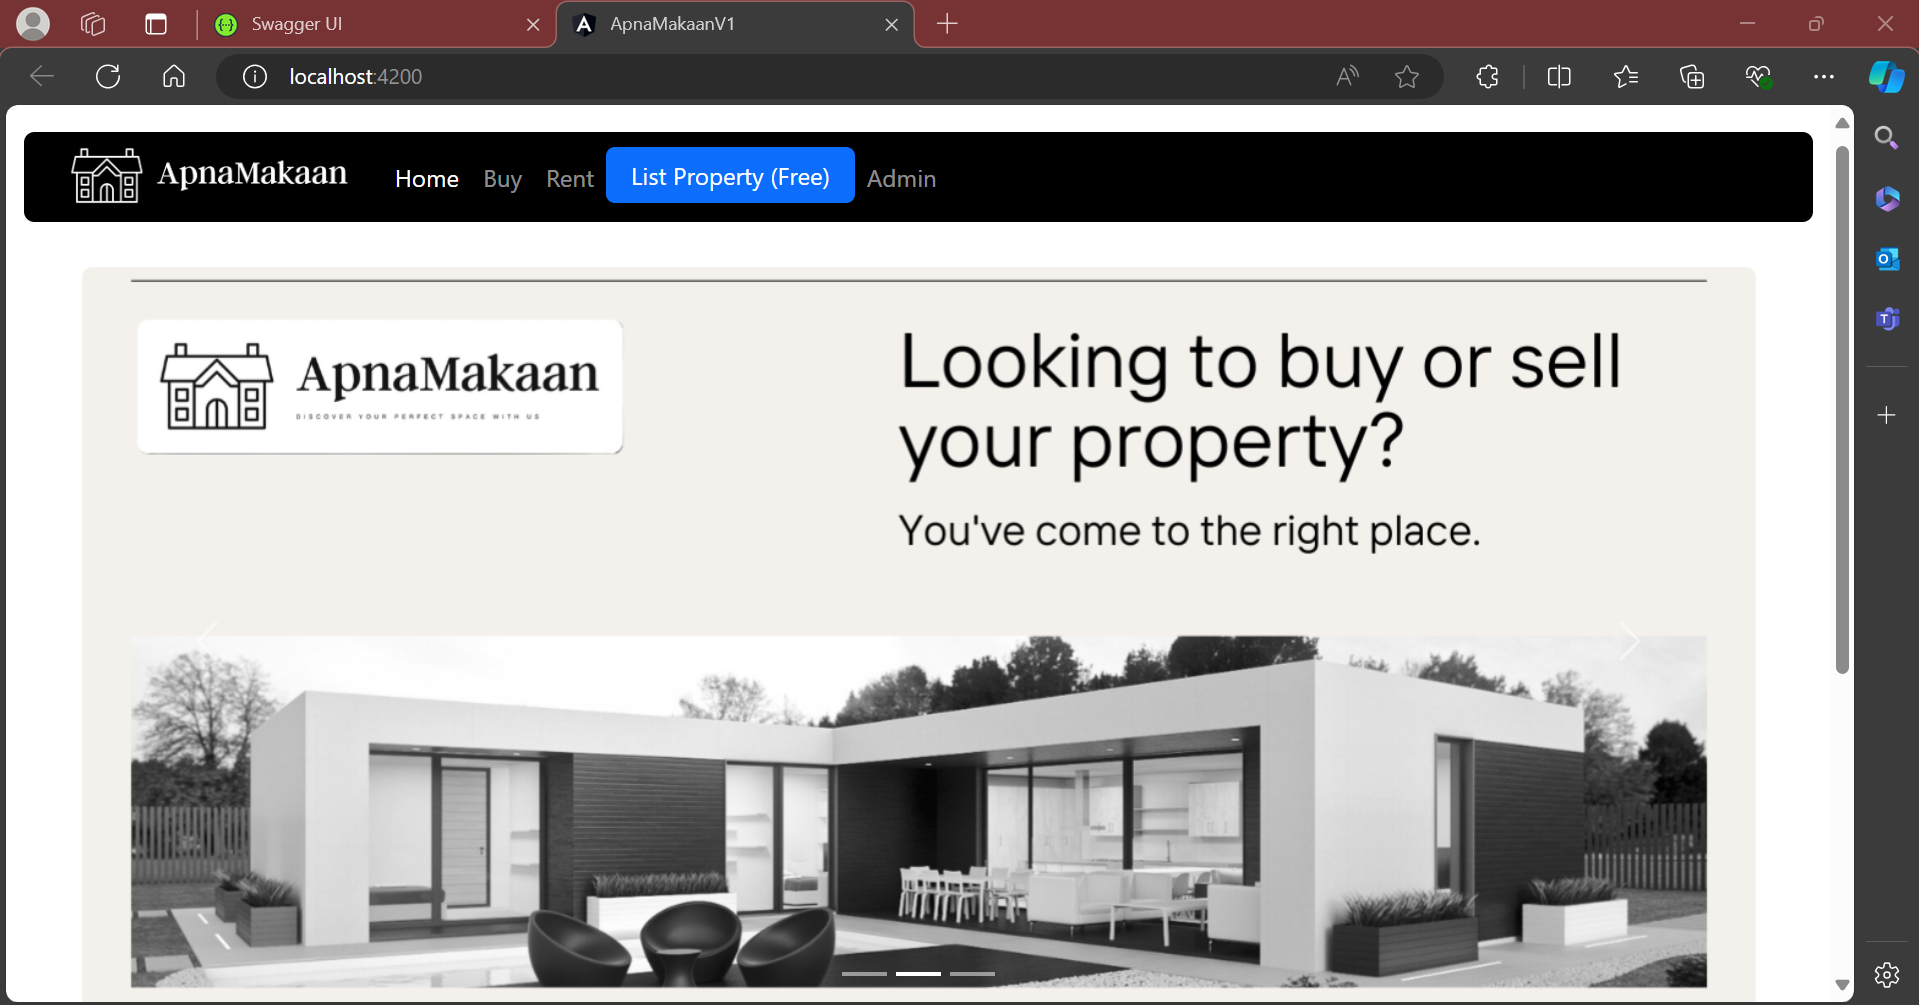 Swagger UI
ApnaMakaanV1
localhost:4200
ApnaMakaan
Home Buy Rent List Property (Free) Admin
ApnaMakaan
DISCOVER YOUR PERFECT SPACE WITH US
Looking to buy or sell
your property?
You've come to the right place.